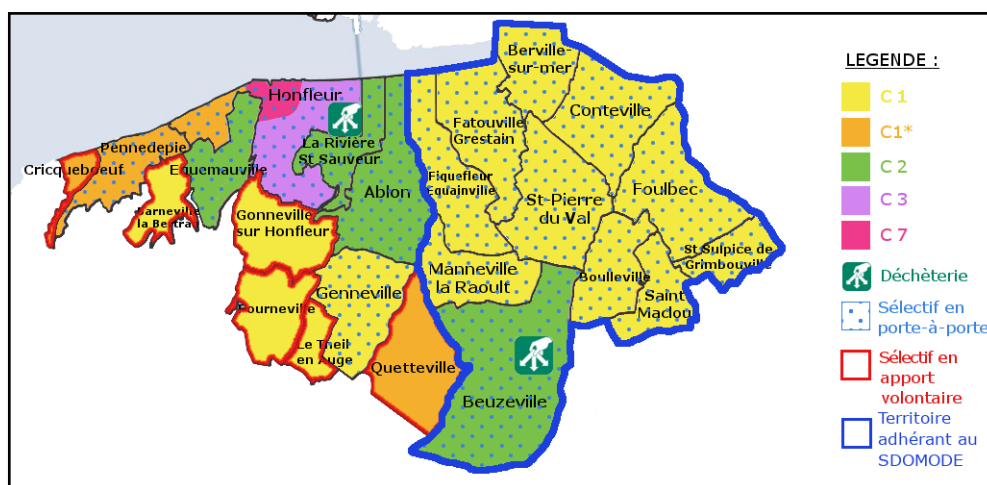 Honfleur
Pennedepie
Cricqueboeuf
Equemauville
Barneville
la Bertran
La Rivière
St Sauveur
Ablon
Gonneville
sur Honfleur
Genneville
Fourneville
Le Theil
en Auge
Quetteville
Berville-
sur-mer
Conteville
Fatouville
Grestain
Fiquefleur
Equainville
St-Pierre
du Val
Foulbec
St Sulpice de
Grimbouville
Manneville
la Raoult
Boulleville
Saint
Maclou
Beuzeville
LEGENDE :
C 1
C1*
C 2
C 3
C 7
Déchèterie
Sélectif en
porte-à-porte
Sélectif en
apport
volontaire
Territoire
adhérant au
SDOMODE